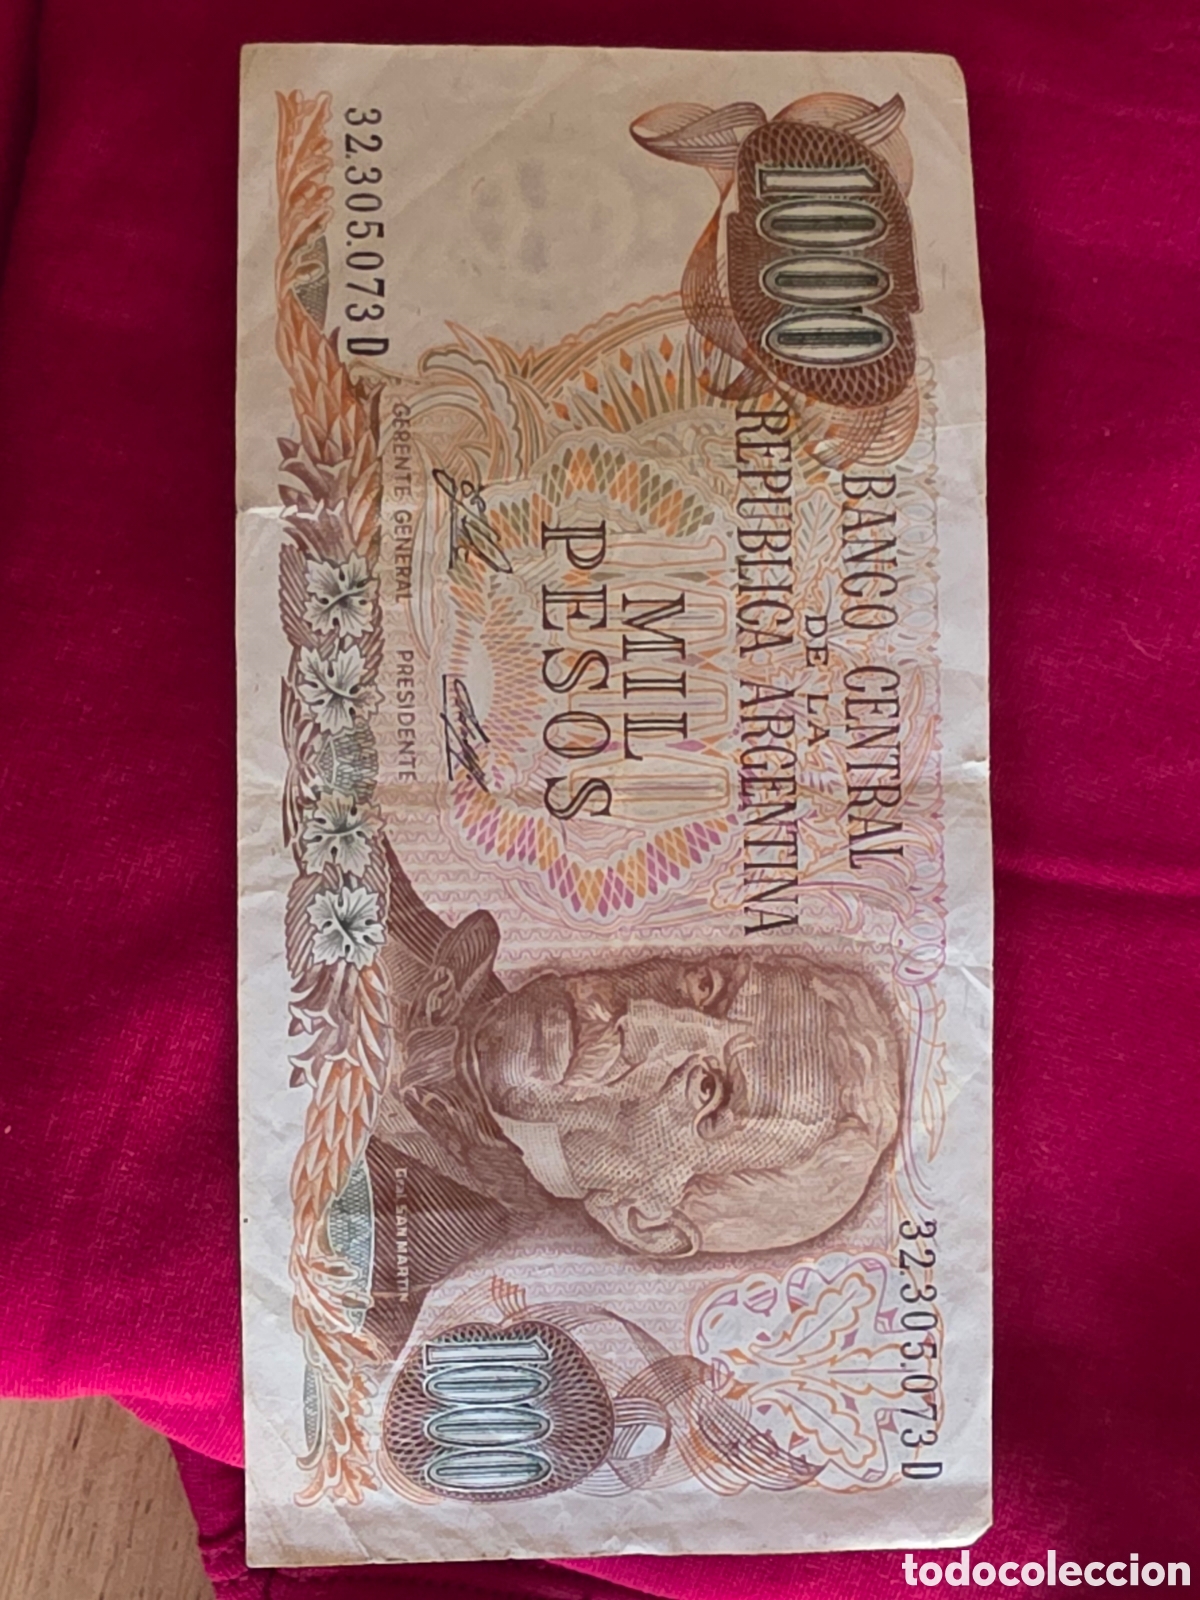 1000
BANCO CENTRAL
DE LA
REPUBLICA ARGENTINA
32.305.073 D
MIL
PESOS
GERENTE GENERAL PRESIDENTE
32.305.073 D
Gral. SAN MARTIN
1000
todocoleccion